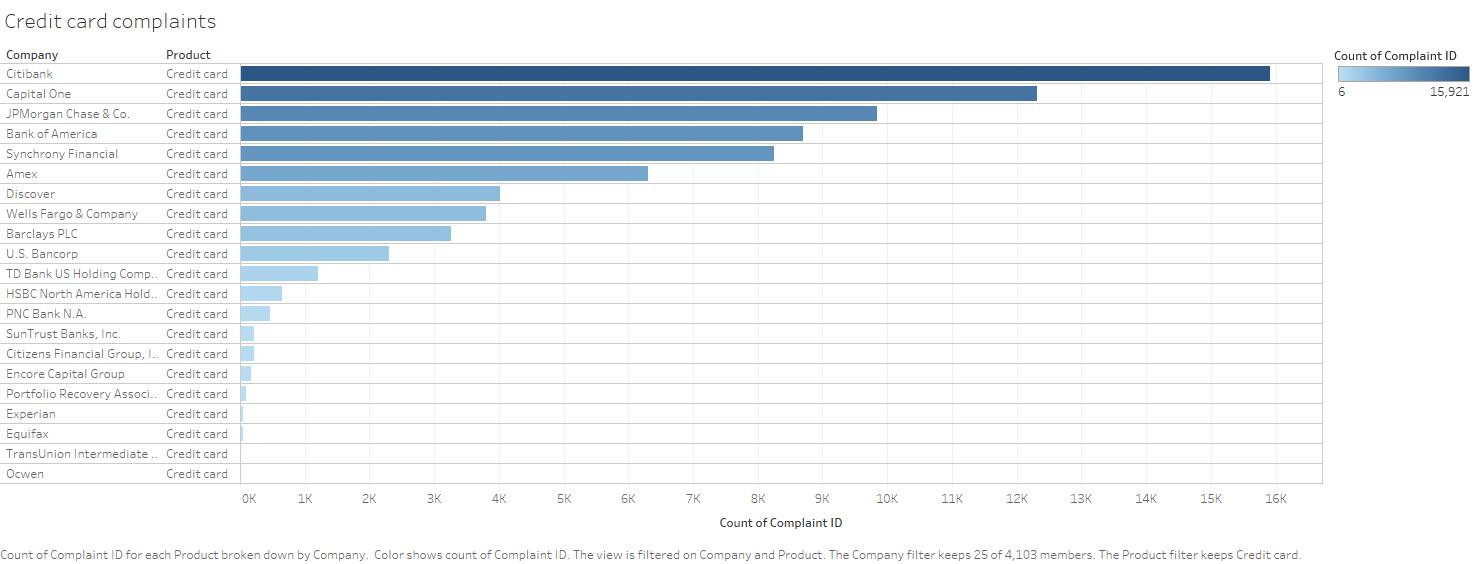 Credit card complaints
Company Product Count of Complaint ID
Citibank Credit card
6 15,921
Capital One Credit card
JPMorgan Chase & Co. Credit card
Bank of America Credit card
Synchrony Financial Credit card
Amex Credit card
Discover Credit card
Wells Fargo & Company Credit card
Barclays PLC Credit card
U.S. Bancorp Credit card
TD Bank US Holding Comp.. Credit card
HSBC North America Hold.. Credit card
PNC Bank N.A. Credit card
SunTrust Banks, Inc. Credit card
Citizens Financial Group, I.. Credit card
Encore Capital Group Credit card
Portfolio Recovery Associ.. Credit card
Experian Credit card
Equifax Credit card
TransUnion Intermediate .. Credit card
Ocwen Credit card
0K 1K 2K 3K 4K 5K 6K 7K 8K 9K 10K 11K 12K 13K 14K 15K 16K
Count of Complaint ID
Count of Complaint ID for each Product broken down by Company. Color shows count of Complaint ID. The view is filtered on Company and Product. The Company filter keeps 25 of 4,103 members. The Product filter keeps Credit card.